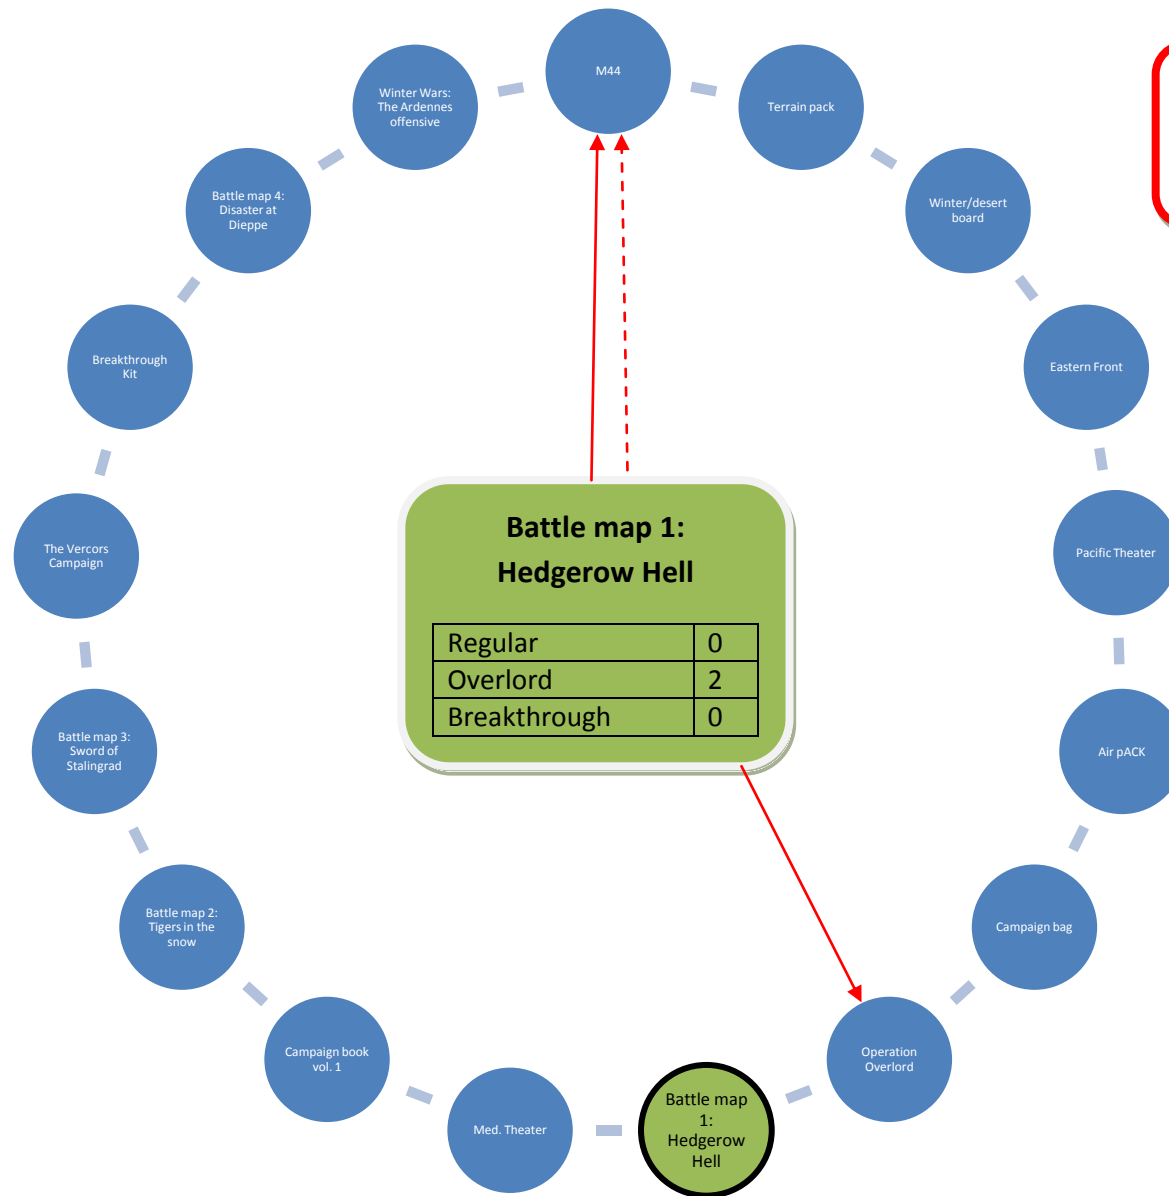 M44
Terrain pack
Winter/desert
board
Eastern Front
Pacific Theater
Air pACK
Campaign bag
Operation
Overlord
Battle map
1:
Hedgerow
Hell
Med. Theater
Campaign book
vol. 1
Battle map 2:
Tigers in the
snow
Battle map 3:
Sword of
Stalingrad
The Vercors
Campaign
Breakthrough
Kit
Battle map 4:
Disaster at
Dieppe
Winter Wars:
The Ardennes
offensive
Battle map 1:
Hedgerow Hell
Regular 0
Overlord 2
Breakthrough 0